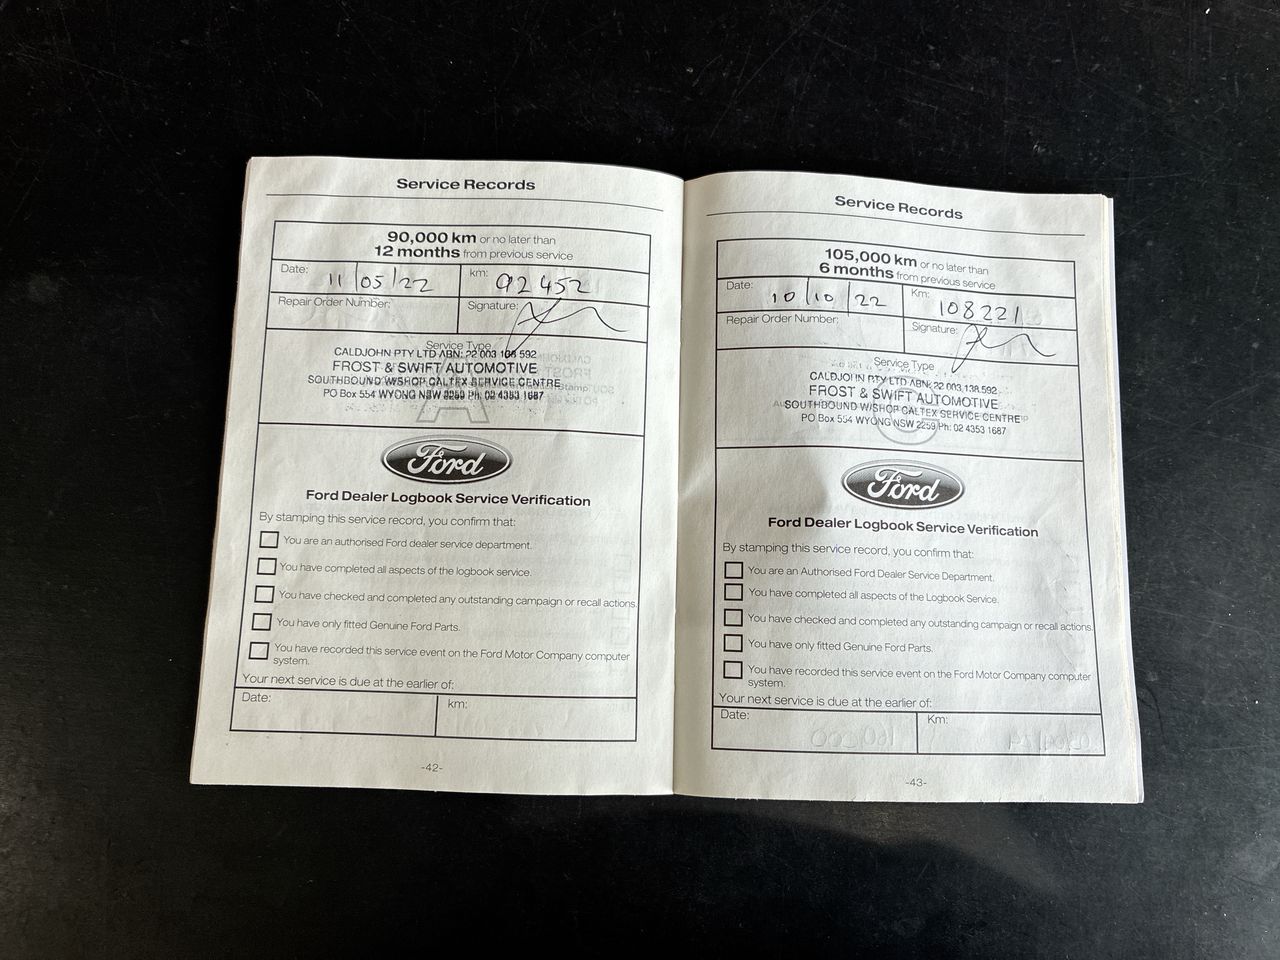 Service Records
90,000 km or no later than
12 months from previous service
Date: 11/05/22
km: 92452
Repair Order Number:
Signature:
Service Type
CALDJOHN PTY LTD ABN: 22 003 138 592
FROST & SWIFT AUTOMOTIVE
SOUTHBOUND W/SHOP CALTEX SERVICE CENTRE
PO Box 554 WYONG NSW 2259 Ph: 02 4353 1687
Ford
Ford Dealer Logbook Service Verification
By stamping this service record, you confirm that:
You are an authorised Ford dealer service department.
You have completed all aspects of the logbook service.
You have checked and completed any outstanding campaign or recall actions.
You have only fitted Genuine Ford Parts.
You have recorded this service event on the Ford Motor Company computer
system.
Your next service is due at the earlier of:
Date:
km:
-42-
Service Records
105,000 km or no later than
6 months from previous service
Date: 10/10/22
Km: 108221
Repair Order Number:
Signature:
Service Type
CALDJOHN PTY LTD ABN: 22 003 138 592
FROST & SWIFT AUTOMOTIVE
SOUTHBOUND W/SHOP CALTEX SERVICE CENTRE
PO Box 554 WYONG NSW 2259 Ph: 02 4353 1687
Ford
Ford Dealer Logbook Service Verification
By stamping this service record, you confirm that:
You are an Authorised Ford Dealer Service Department.
You have completed all aspects of the Logbook Service.
You have checked and completed any outstanding campaign or recall actions.
You have only fitted Genuine Ford Parts.
You have recorded this service event on the Ford Motor Company computer
system.
Your next service is due at the earlier of:
Date:
Km:
-43-